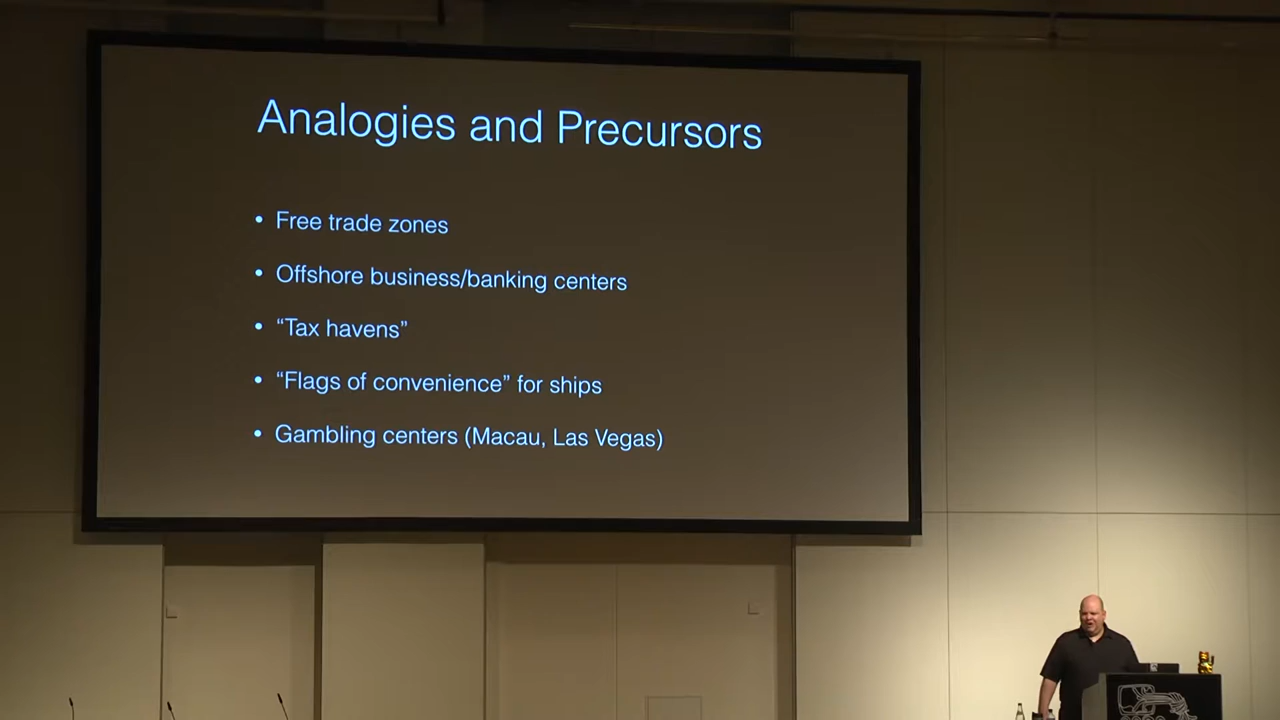 Analogies and Precursors
• Free trade zones
• Offshore business/banking centers
• “Tax havens”
• “Flags of convenience” for ships
• Gambling centers (Macau, Las Vegas)